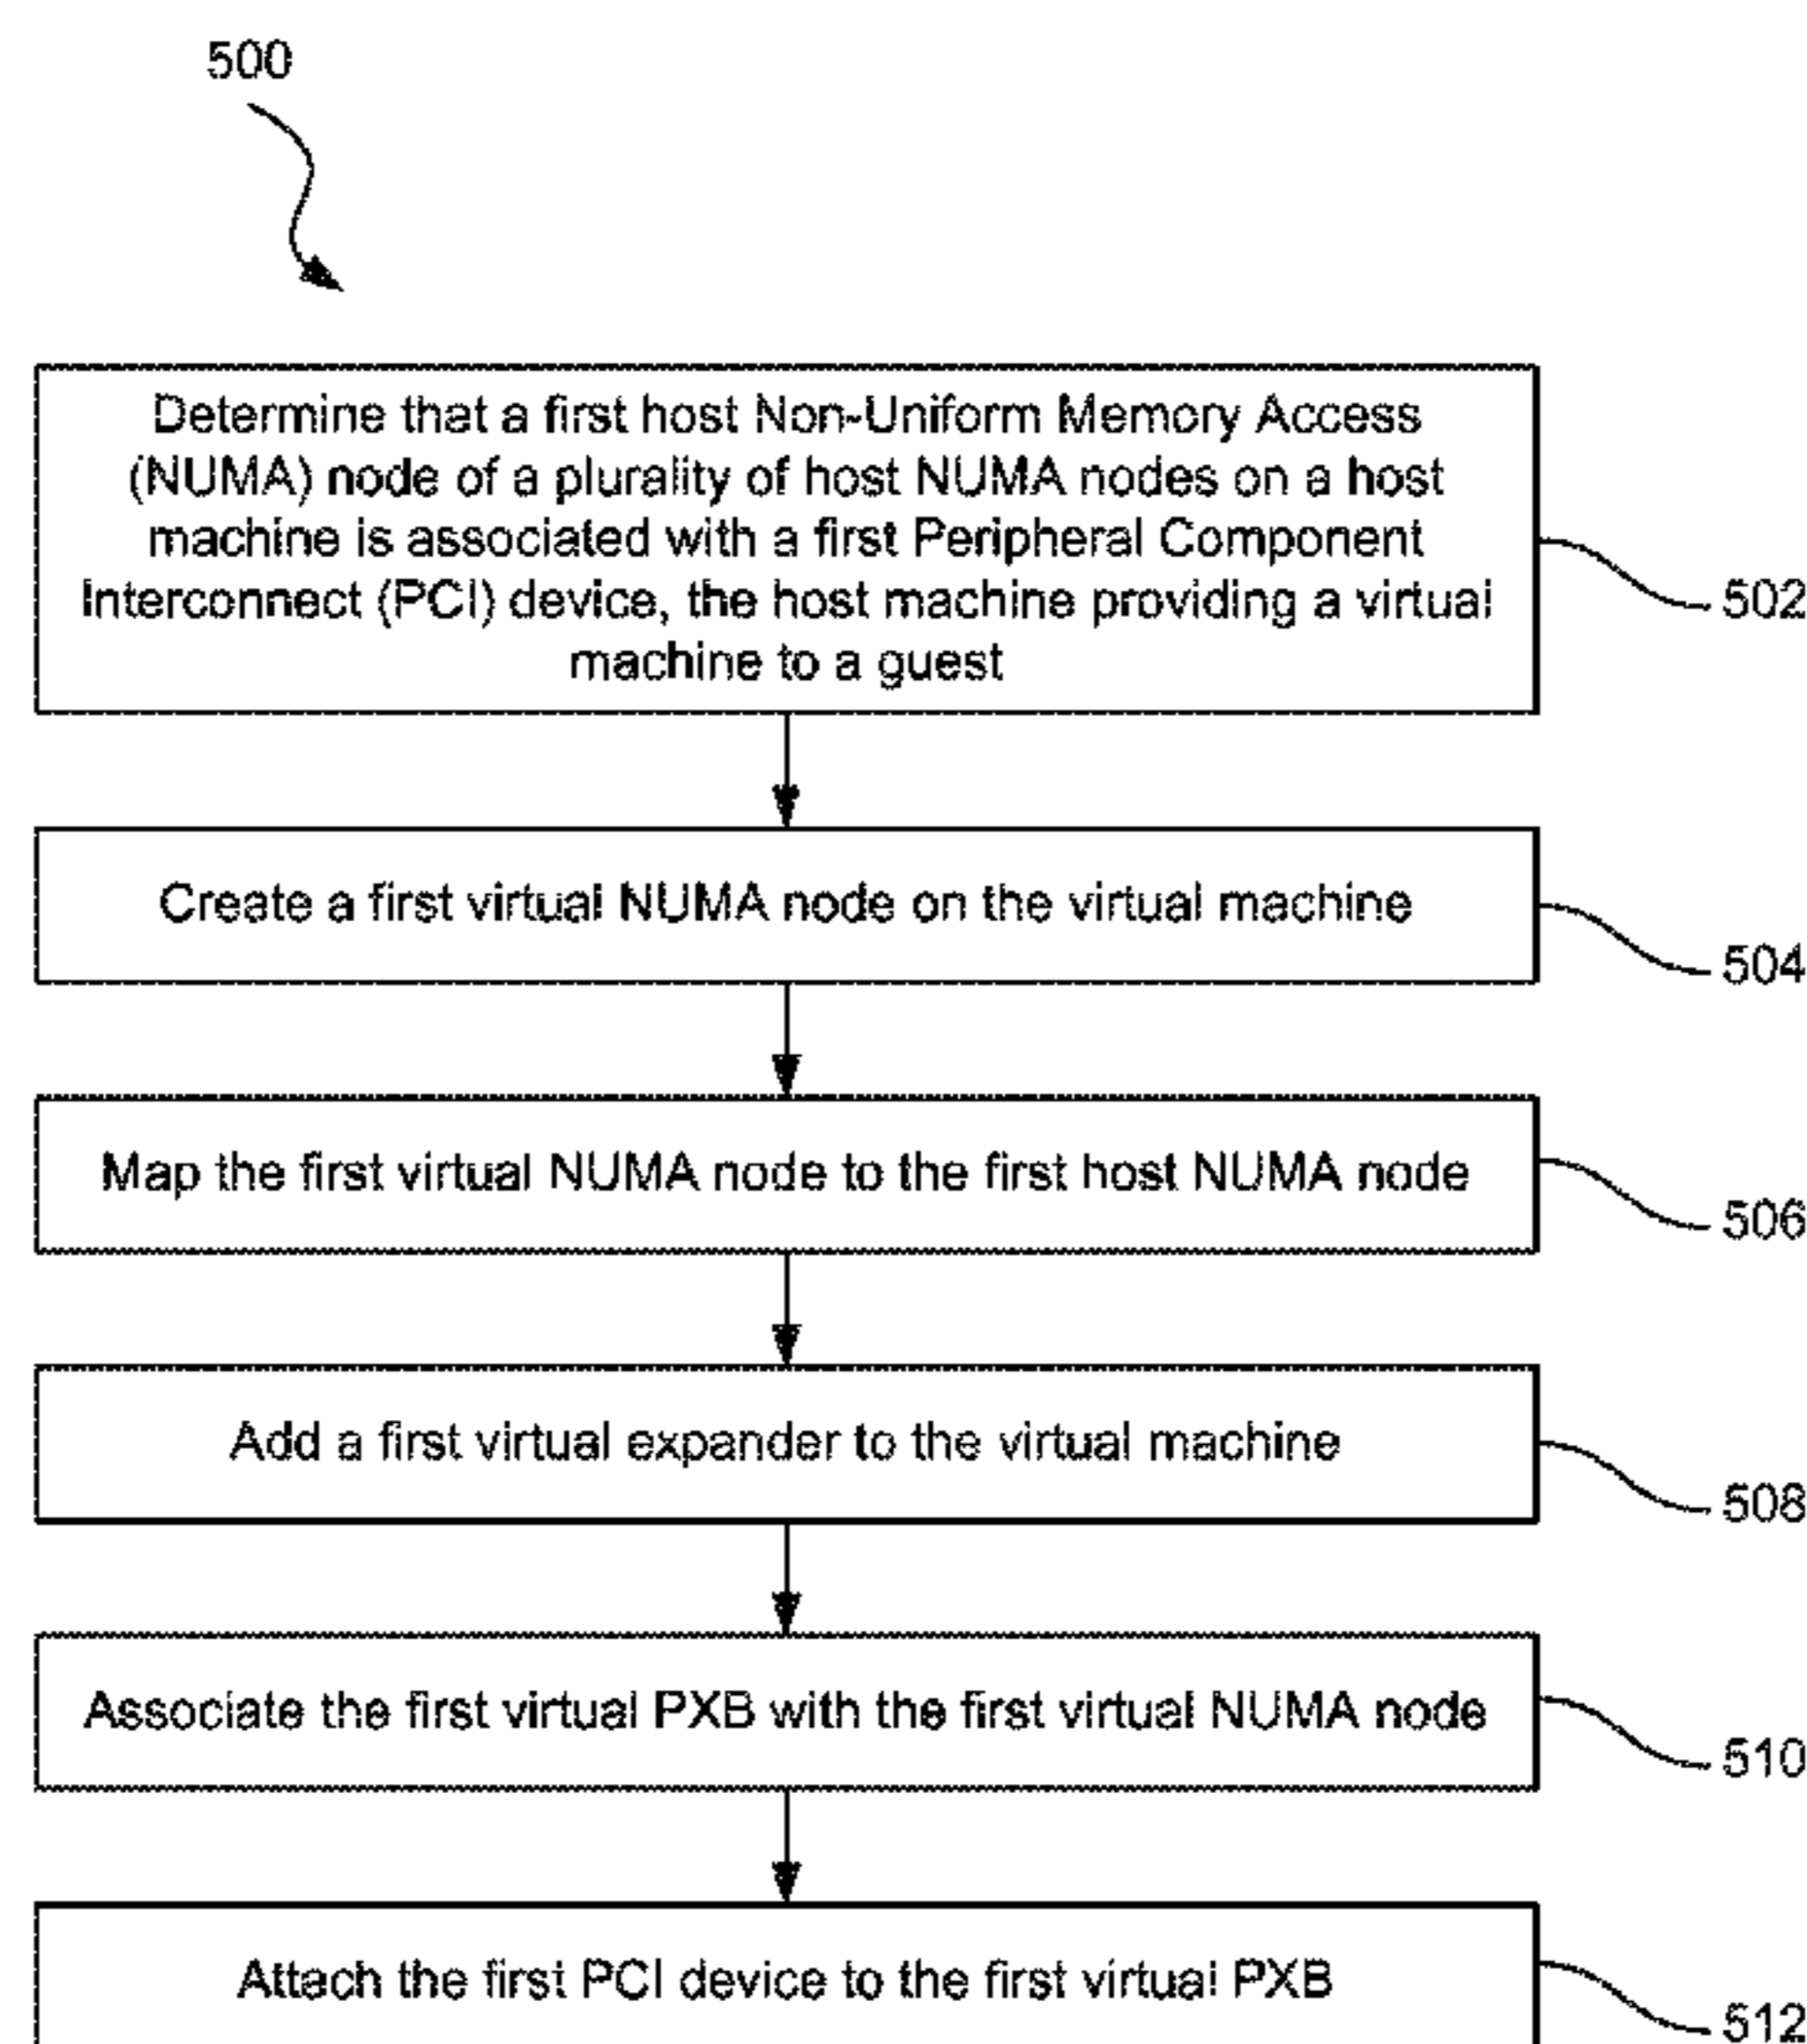 500
Determine that a first host Non-Uniform Memory Access
(NUMA) node of a plurality of host NUMA nodes on a host
machine is associated with a first Peripheral Component
Interconnect (PCI) device, the host machine providing a virtual
machine to a guest
502
Create a first virtual NUMA node on the virtual machine
504
Map the first virtual NUMA node to the first host NUMA node
506
Add a first virtual expander to the virtual machine
508
Associate the first virtual PXB with the first virtual NUMA node
510
Attach the first PCI device to the first virtual PXB
512